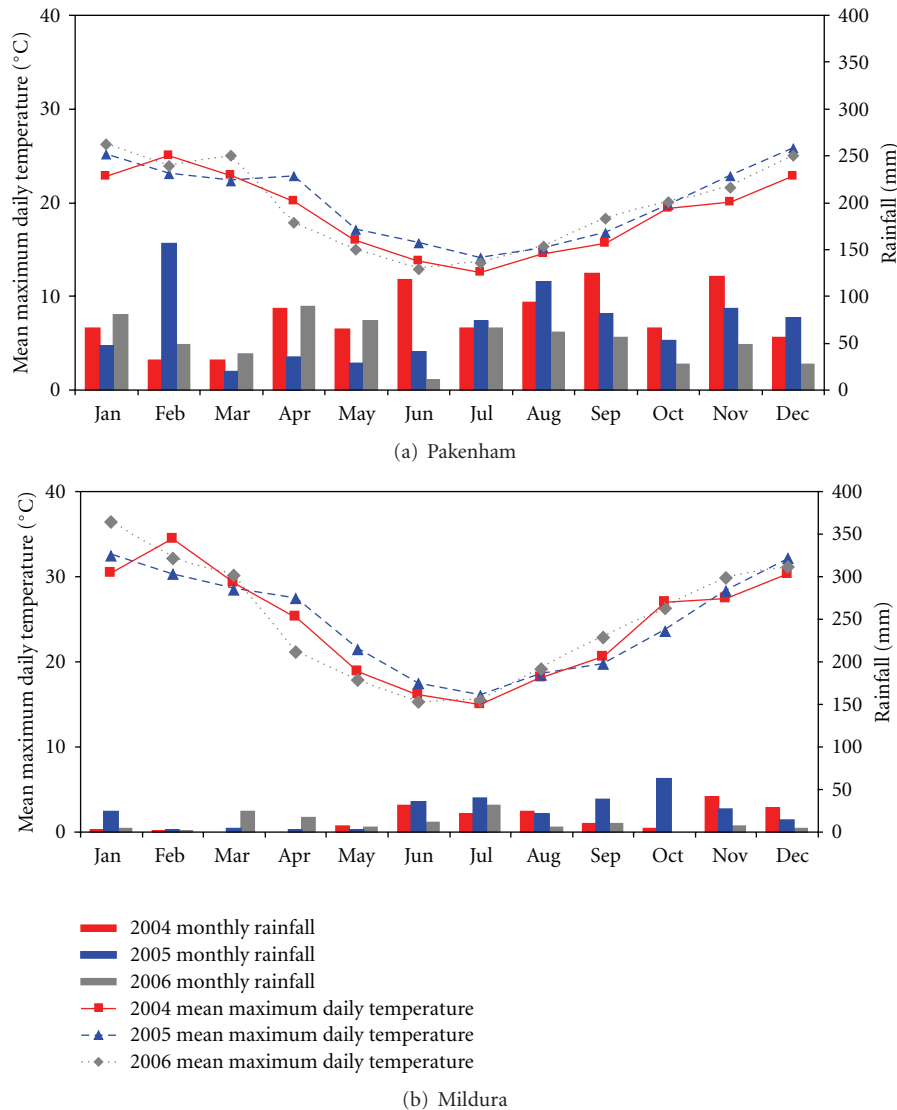 Mean maximum daily temperature (°C)
40
30
20
10
0
400
350
300
250
200
150
100
50
0
Rainfall (mm)
Jan Feb Mar Apr May Jun Jul Aug Sep Oct Nov Dec
(a) Pakenham
Mean maximum daily temperature (°C)
40
30
20
10
0
400
350
300
250
200
150
100
50
0
Rainfall (mm)
Jan Feb Mar Apr May Jun Jul Aug Sep Oct Nov Dec
2004 monthly rainfall
2005 monthly rainfall
2006 monthly rainfall
2004 mean maximum daily temperature
2005 mean maximum daily temperature
2006 mean maximum daily temperature
(b) Mildura